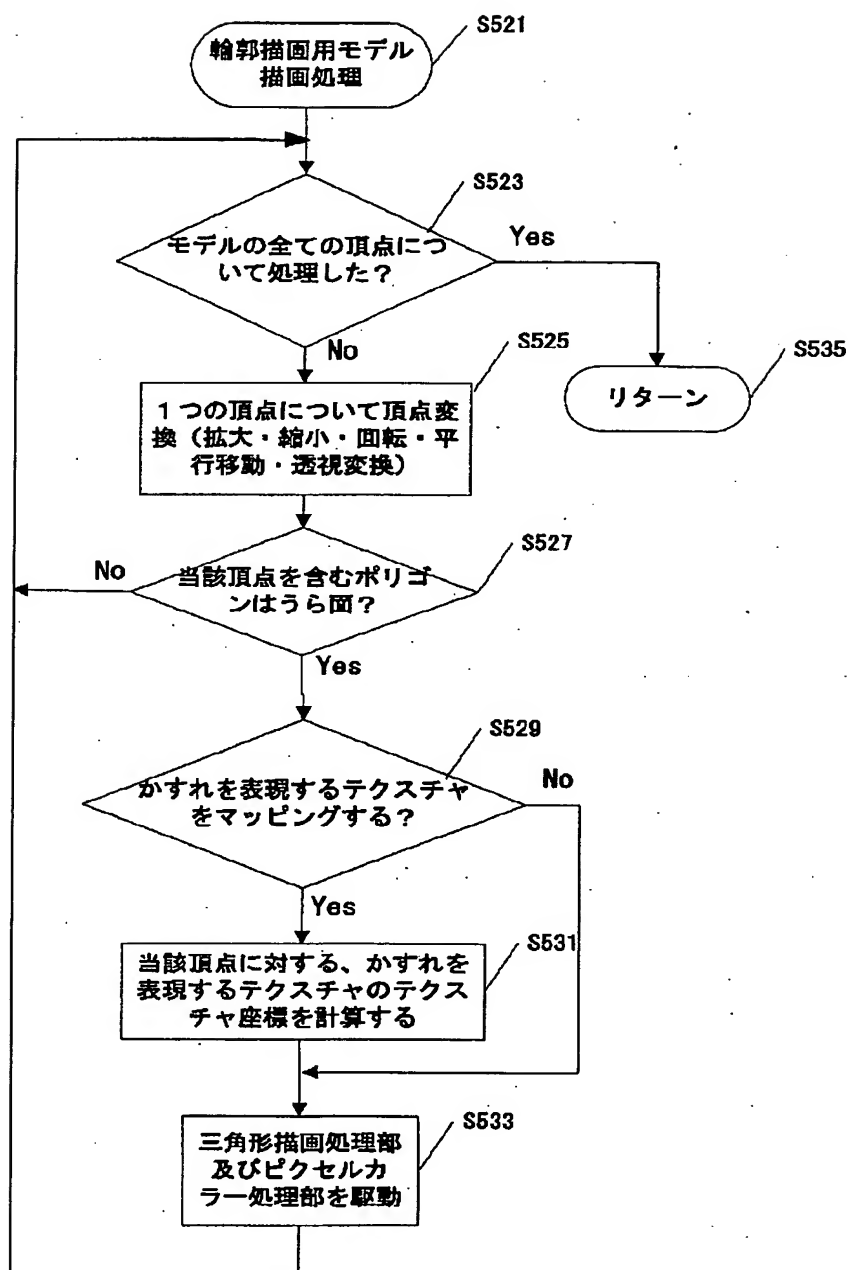 S521
輪郭描画用モデル
描画処理
S523
モデルの全ての頂点につ
いて処理した？
Yes
No
S525
S535
リターン
１つの頂点について頂点変
換（拡大・縮小・回転・平
行移動・透視変換）
S527
No
当該頂点を含むポリゴ
ンはうら面？
Yes
S529
かすれを表現するテクスチャ
をマッピングする？
No
Yes
S531
当該頂点に対する、かすれを
表現するテクスチャのテクス
チャ座標を計算する
S533
三角形描画処理部
及びピクセルカ
ラー処理部を駆動